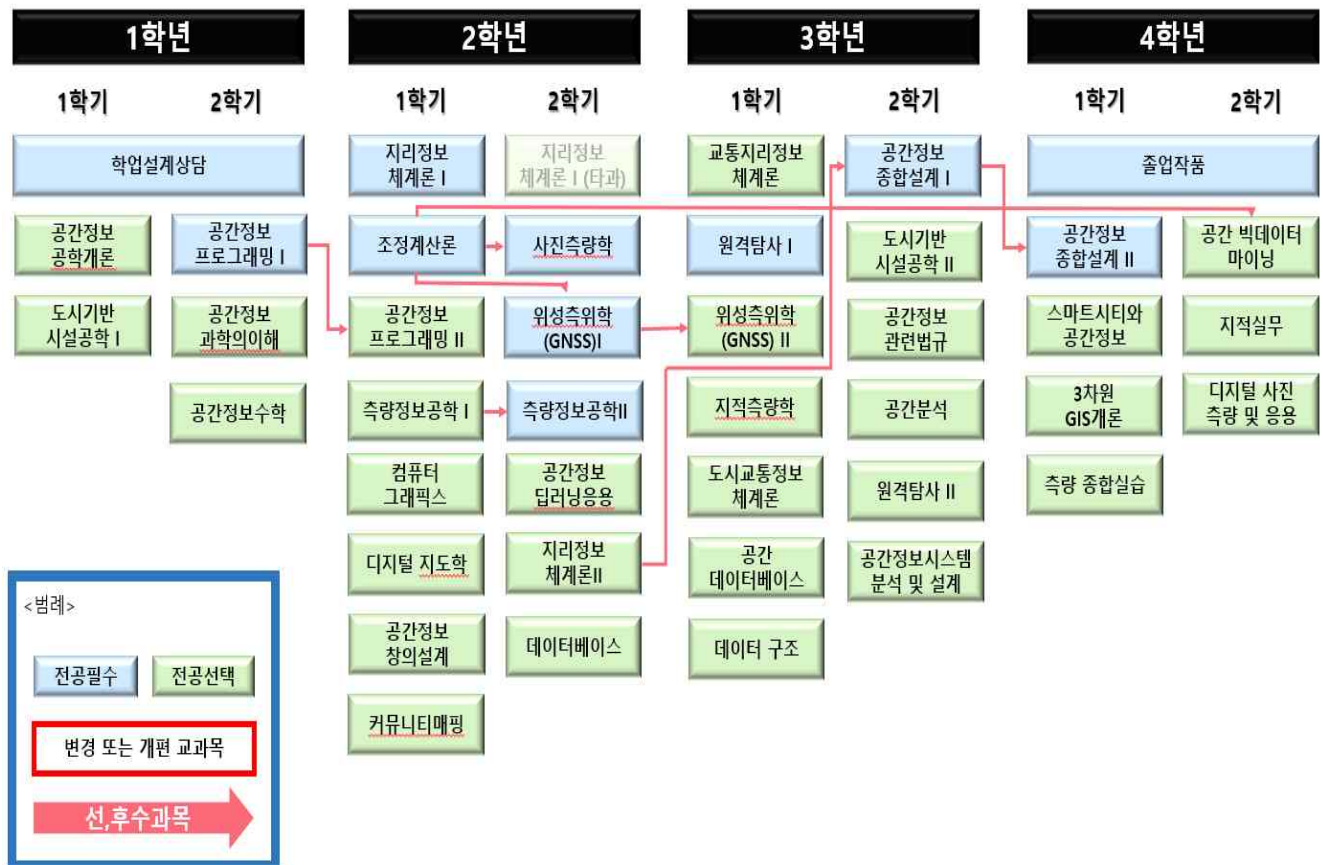 1학년
2학년
3학년
4학년
1학기
2학기
1학기
2학기
1학기
2학기
1학기
2학기
학업설계상담
지리정보
체계론 I
지리정보
체계론 I (타과)
교통지리정보
체계론
공간정보
종합설계 I
졸업작품
공간정보
공학개론
공간정보
프로그래밍 I
조정계산론
사진측량학
원격탐사 I
도시기반
시설공학 II
공간정보
종합설계 II
공간 빅데이터
마이닝
도시기반
시설공학 I
공간정보
과학의이해
공간정보
프로그래밍 II
위성측위학
(GNSS)I
위성측위학
(GNSS) II
공간정보
관련법규
스마트시티와
공간정보
지적실무
공간정보수학
측량정보공학 I
측량정보공학II
지적측량학
공간분석
3차원
GIS개론
디지털 사진
측량 및 응용
컴퓨터
그래픽스
공간정보
딥러닝응용
도시교통정보
체계론
원격탐사 II
측량 종합실습
디지털 지도학
지리정보
체계론II
공간
데이터베이스
공간정보시스템
분석 및 설계
공간정보
창의설계
데이터베이스
데이터 구조
커뮤니티매핑
<범례>
전공필수
전공선택
변경 또는 개편 교과목
선,후수과목